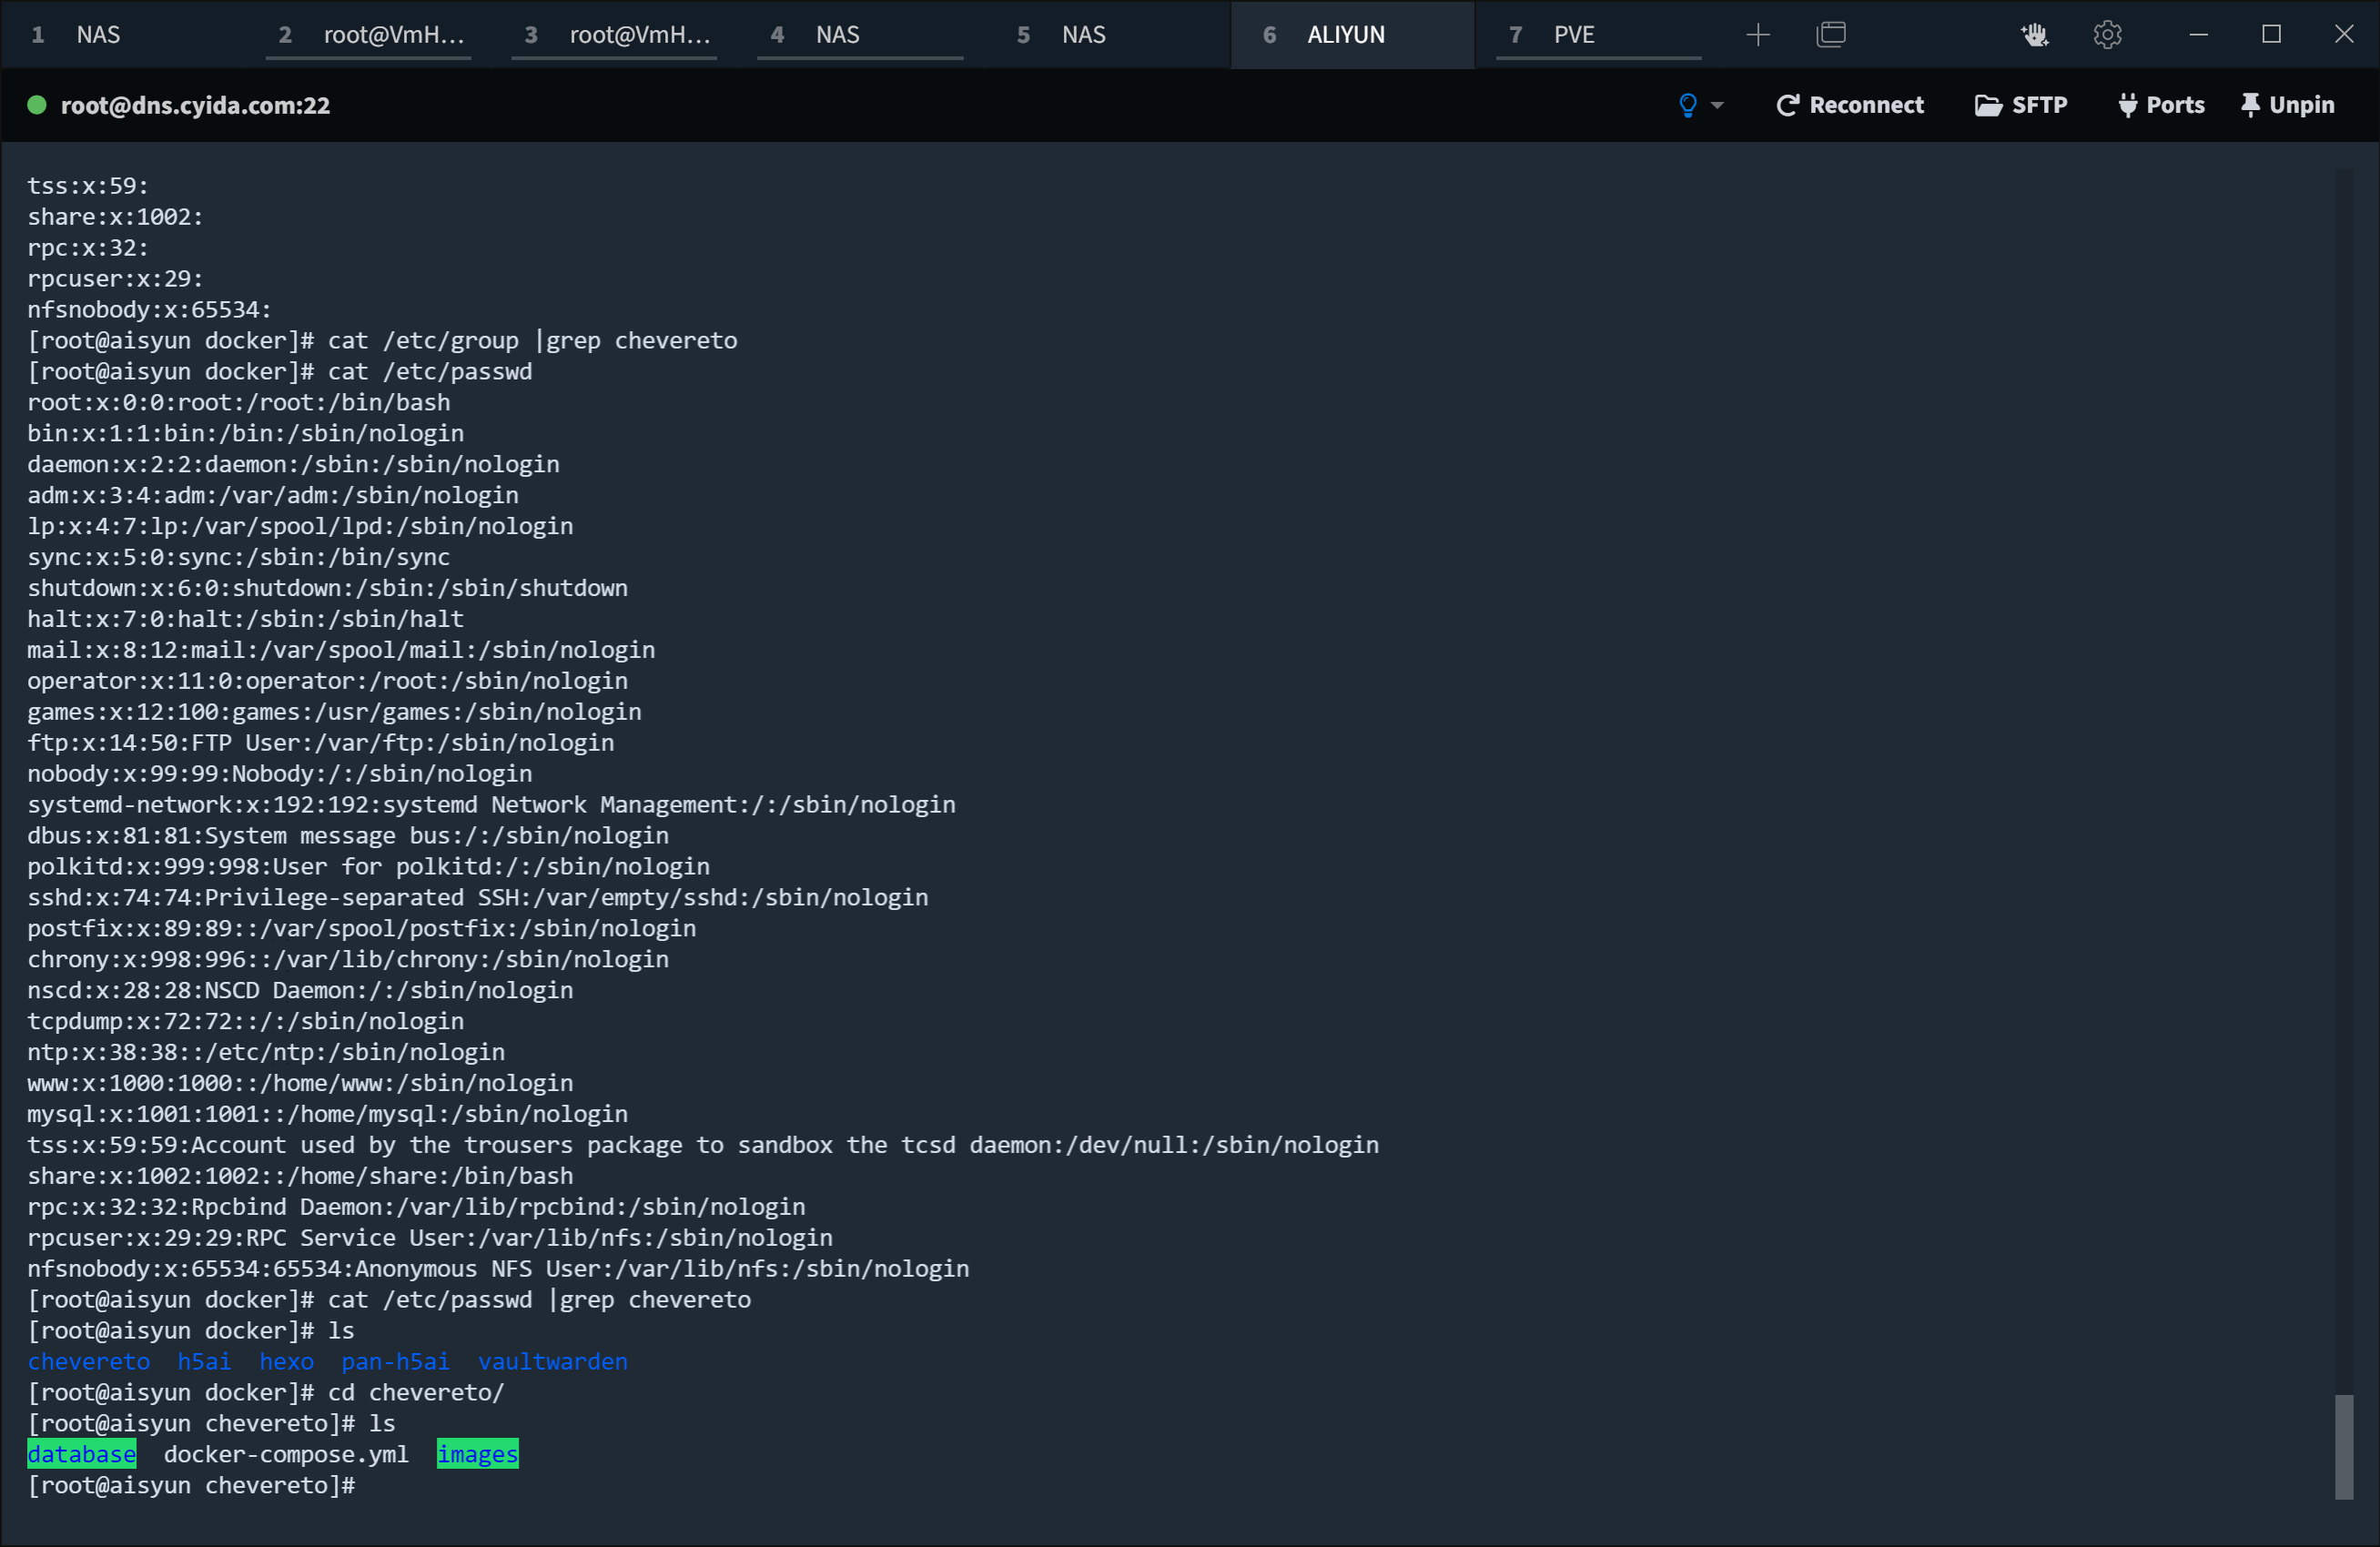 1 NAS 2 root@VmH... 3 root@VmH... 4 NAS 5 NAS 6 ALIYUN 7 PVE
root@dns.cyida.com:22 Reconnect SFTP Ports Unpin
tss:x:59:
share:x:1002:
rpc:x:32:
rpcuser:x:29:
nfsnobody:x:65534:
[root@aisyun docker]# cat /etc/group |grep chevereto
[root@aisyun docker]# cat /etc/passwd
root:x:0:0:root:/root:/bin/bash
bin:x:1:1:bin:/bin:/sbin/nologin
daemon:x:2:2:daemon:/sbin:/sbin/nologin
adm:x:3:4:adm:/var/adm:/sbin/nologin
lp:x:4:7:lp:/var/spool/lpd:/sbin/nologin
sync:x:5:0:sync:/sbin:/bin/sync
shutdown:x:6:0:shutdown:/sbin:/sbin/shutdown
halt:x:7:0:halt:/sbin:/sbin/halt
mail:x:8:12:mail:/var/spool/mail:/sbin/nologin
operator:x:11:0:operator:/root:/sbin/nologin
games:x:12:100:games:/usr/games:/sbin/nologin
ftp:x:14:50:FTP User:/var/ftp:/sbin/nologin
nobody:x:99:99:Nobody:/:/sbin/nologin
systemd-network:x:192:192:systemd Network Management:/:/sbin/nologin
dbus:x:81:81:System message bus:/:/sbin/nologin
polkitd:x:999:998:User for polkitd:/:/sbin/nologin
sshd:x:74:74:Privilege-separated SSH:/var/empty/sshd:/sbin/nologin
postfix:x:89:89::/var/spool/postfix:/sbin/nologin
chrony:x:998:996::/var/lib/chrony:/sbin/nologin
nscd:x:28:28:NSCD Daemon:/:/sbin/nologin
tcpdump:x:72:72::/:/sbin/nologin
ntp:x:38:38::/etc/ntp:/sbin/nologin
www:x:1000:1000::/home/www:/sbin/nologin
mysql:x:1001:1001::/home/mysql:/sbin/nologin
tss:x:59:59:Account used by the trousers package to sandbox the tcsd daemon:/dev/null:/sbin/nologin
share:x:1002:1002::/home/share:/bin/bash
rpc:x:32:32:Rpcbind Daemon:/var/lib/rpcbind:/sbin/nologin
rpcuser:x:29:29:RPC Service User:/var/lib/nfs:/sbin/nologin
nfsnobody:x:65534:65534:Anonymous NFS User:/var/lib/nfs:/sbin/nologin
[root@aisyun docker]# cat /etc/passwd |grep chevereto
[root@aisyun docker]# ls
chevereto h5ai hexo pan-h5ai vaultwarden
[root@aisyun docker]# cd chevereto/
[root@aisyun chevereto]# ls
database docker-compose.yml images
[root@aisyun chevereto]#